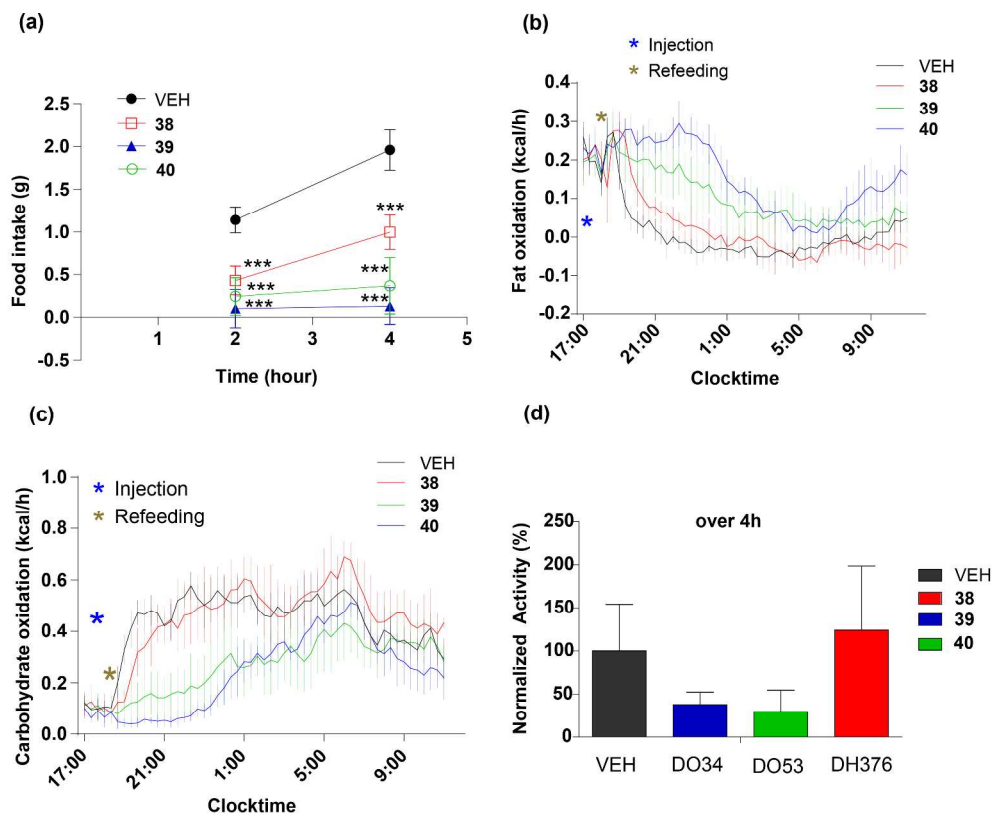 (a)
VEH
38
39
40
2.5
2.0
1.5
1.0
0.5
0.0
-0.5
Food intake (g)
***
***
***
***
***
***
1
2
3
4
5
Time (hour)
(b)
* Injection
* Refeeding
VEH
38
39
40
0.4
0.3
0.2
0.1
0.0
-0.1
-0.2
Fat oxidation (kcal/h)
*
*
17:00
21:00
1:00
5:00
9:00
Clocktime
(c)
* Injection
* Refeeding
VEH
38
39
40
1.0
0.8
0.6
0.4
0.2
0.0
Carbohydrate oxidation (kcal/h)
*
*
17:00
21:00
1:00
5:00
9:00
Clocktime
(d)
over 4h
250
200
150
100
50
0
Normalized Activity (%)
VEH
DO34
DO53
DH376
VEH
38
39
40